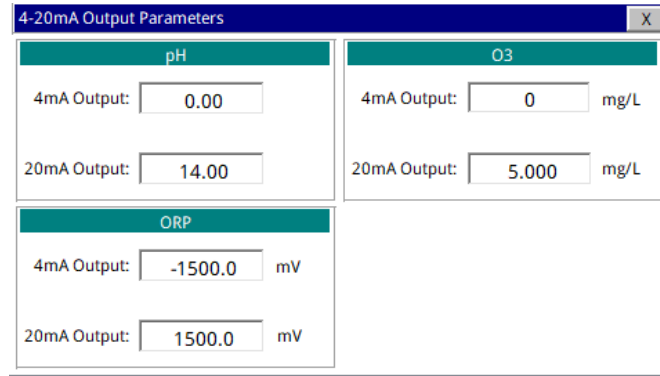 4-20mA Output Parameters X
pH
4mA Output: 0.00
20mA Output: 14.00
O3
4mA Output: 0 mg/L
20mA Output: 5.000 mg/L
ORP
4mA Output: -1500.0 mV
20mA Output: 1500.0 mV